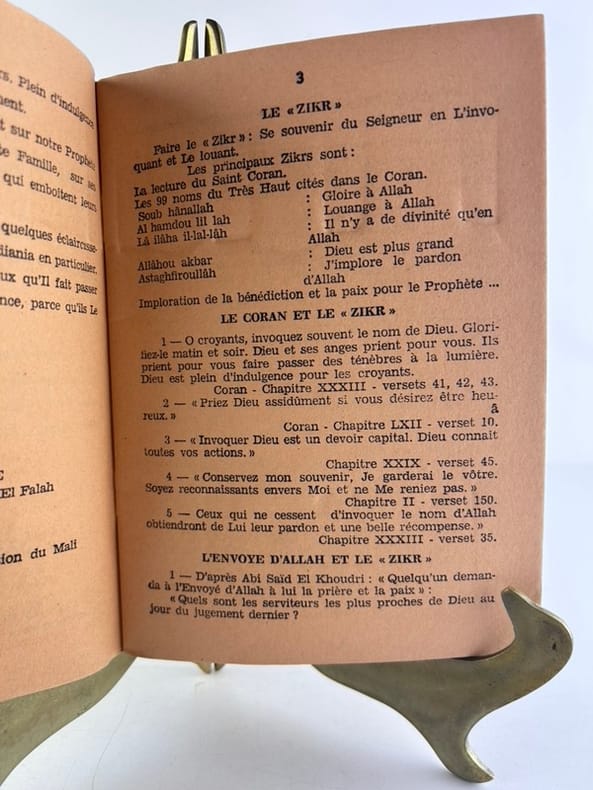 s, Plein d'indulgence
ment.
t sur notre Prophète
te Famille, sur ses
qui emboitent leurs
quelques éclaircisse-
diania en particulier.
ux qu'Il fait passer
nce, parce qu'ils Le
E
El Falah
ion du Mali
3
LE « ZIKR »
Faire le « Zikr » : Se souvenir du Seigneur en L'invo-
quant et Le louant.
Les principaux Zikrs sont :
La lecture du Saint Coran.
Les 99 noms du Très Haut cités dans le Coran.
Soub hânallah : Gloire à Allah
Al hamdou lil lah : Louange à Allah
Lâ ilâha il-lal-lâh : Il n'y a de divinité qu'en
Allah
Allâhou akbar : Dieu est plus grand
Astaghfiroullâh : J'implore le pardon
d'Allah
Imploration de la bénédiction et la paix pour le Prophète ...
LE CORAN ET LE « ZIKR »
1 — O croyants, invoquez souvent le nom de Dieu. Glori-
fiez-le matin et soir. Dieu et ses anges prient pour vous. Ils
prient pour vous faire passer des ténèbres à la lumière.
Dieu est plein d'indulgence pour les croyants.
Coran - Chapitre XXXIII - versets 41, 42, 43.
2 — « Priez Dieu assidûment si vous désirez être heu-
reux. » â
Coran - Chapitre LXII - verset 10.
3 — « Invoquer Dieu est un devoir capital. Dieu connait
toutes vos actions. »
Chapitre XXIX - verset 45.
4 — « Conservez mon souvenir, Je garderai le vôtre.
Soyez reconnaissants envers Moi et ne Me reniez pas. »
Chapitre II - verset 150.
5 — Ceux qui ne cessent d'invoquer le nom d'Allah
obtiendront de Lui leur pardon et une belle récompense. »
Chapitre XXXIII - verset 35.
L'ENVOYE D'ALLAH ET LE « ZIKR »
1 — D'après Abi Saïd El Khoudri : « Quelqu'un deman-
da à l'Envoyé d'Allah à lui la prière et la paix » :
« Quels sont les serviteurs les plus proches de Dieu au
jour du jugement dernier ?